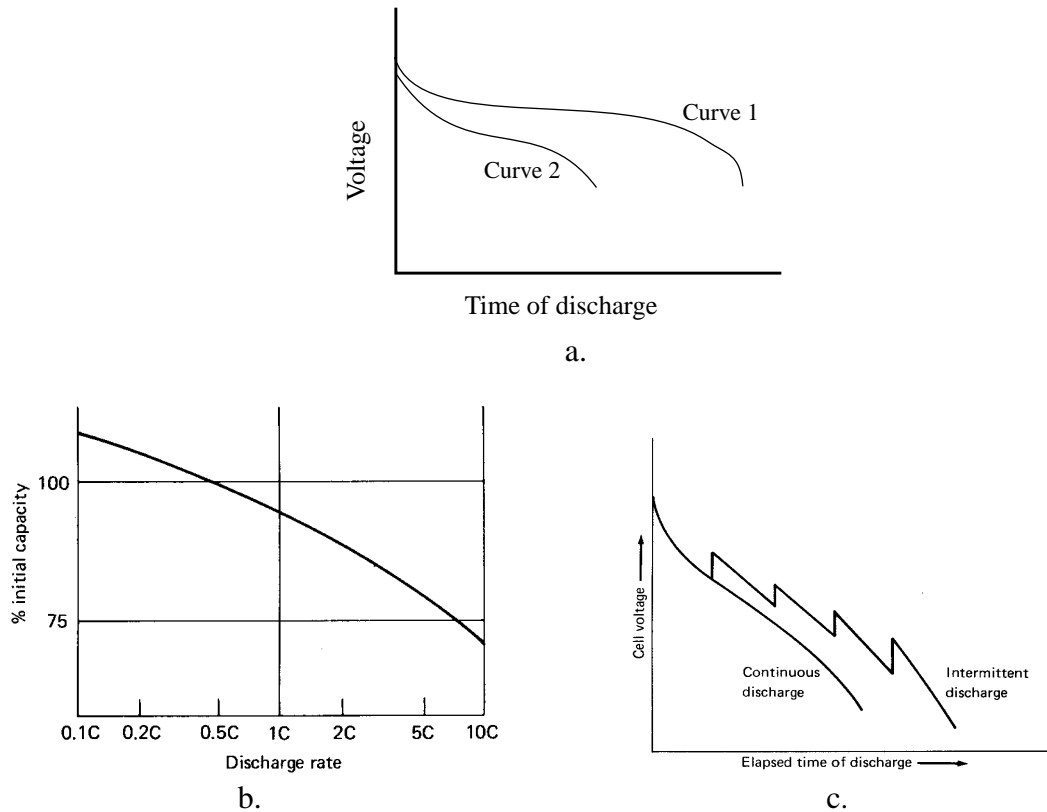 Voltage
Curve 1
Curve 2
Time of discharge
a.
% initial capacity
100
75
0.1C 0.2C 0.5C 1C 2C 5C 10C
Discharge rate
b.
Cell voltage
Continuous
discharge
Intermittent
discharge
Elapsed time of discharge
c.